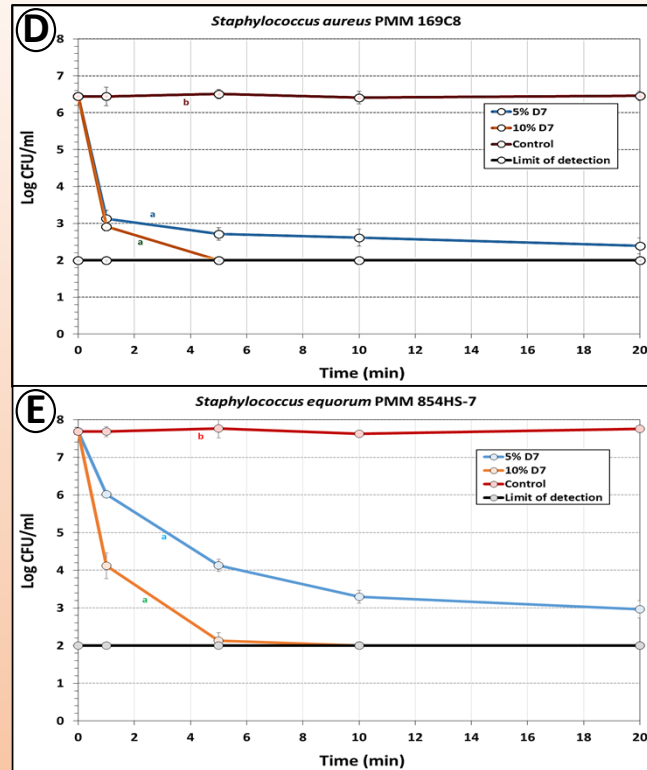 D
Staphylococcus aureus PMM 169C8
8
7
6
5
4
3
2
1
0
Log CFU/ml
b
a
a
5% D7
10% D7
Control
Limit of detection
0 2 4 6 8 10 12 14 16 18 20
Time (min)
E
Staphylococcus equorum PMM 854HS-7
8
7
6
5
4
3
2
1
0
Log CFU/ml
b
a
a
5% D7
10% D7
Control
Limit of detection
0 2 4 6 8 10 12 14 16 18 20
Time (min)